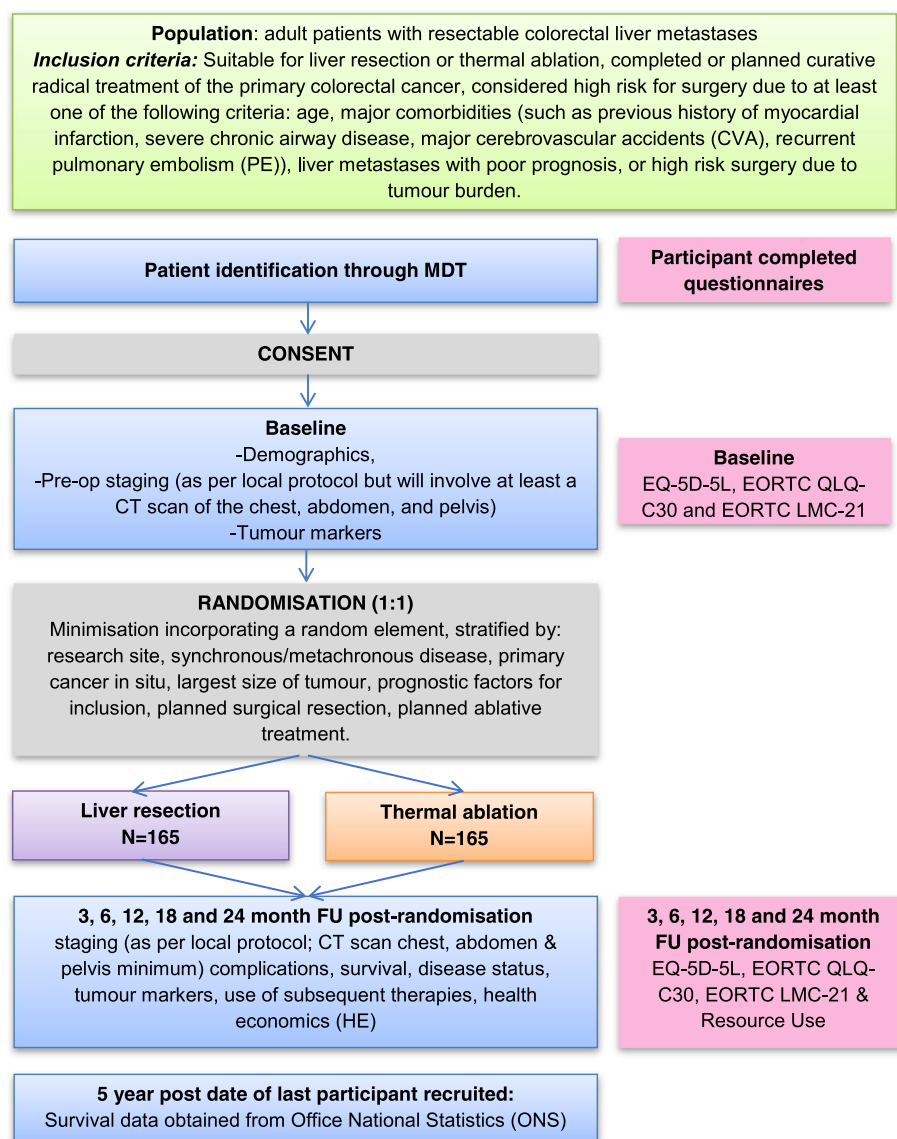 Population: adult patients with resectable colorectal liver metastases
Inclusion criteria: Suitable for liver resection or thermal ablation, completed or planned curative
radical treatment of the primary colorectal cancer, considered high risk for surgery due to at least
one of the following criteria: age, major comorbidities (such as previous history of myocardial
infarction, severe chronic airway disease, major cerebrovascular accidents (CVA), recurrent
pulmonary embolism (PE)), liver metastases with poor prognosis, or high risk surgery due to
tumour burden.
Patient identification through MDT
Participant completed
questionnaires
CONSENT
Baseline
-Demographics,
-Pre-op staging (as per local protocol but will involve at least a
CT scan of the chest, abdomen, and pelvis)
-Tumour markers
Baseline
EQ-5D-5L, EORTC QLQ-
C30 and EORTC LMC-21
RANDOMISATION (1:1)
Minimisation incorporating a random element, stratified by:
research site, synchronous/metachronous disease, primary
cancer in situ, largest size of tumour, prognostic factors for
inclusion, planned surgical resection, planned ablative
treatment.
Liver resection
N=165
Thermal ablation
N=165
3, 6, 12, 18 and 24 month FU post-randomisation
staging (as per local protocol; CT scan chest, abdomen &
pelvis minimum) complications, survival, disease status,
tumour markers, use of subsequent therapies, health
economics (HE)
3, 6, 12, 18 and 24 month
FU post-randomisation
EQ-5D-5L, EORTC QLQ-
C30, EORTC LMC-21 &
Resource Use
5 year post date of last participant recruited:
Survival data obtained from Office National Statistics (ONS)